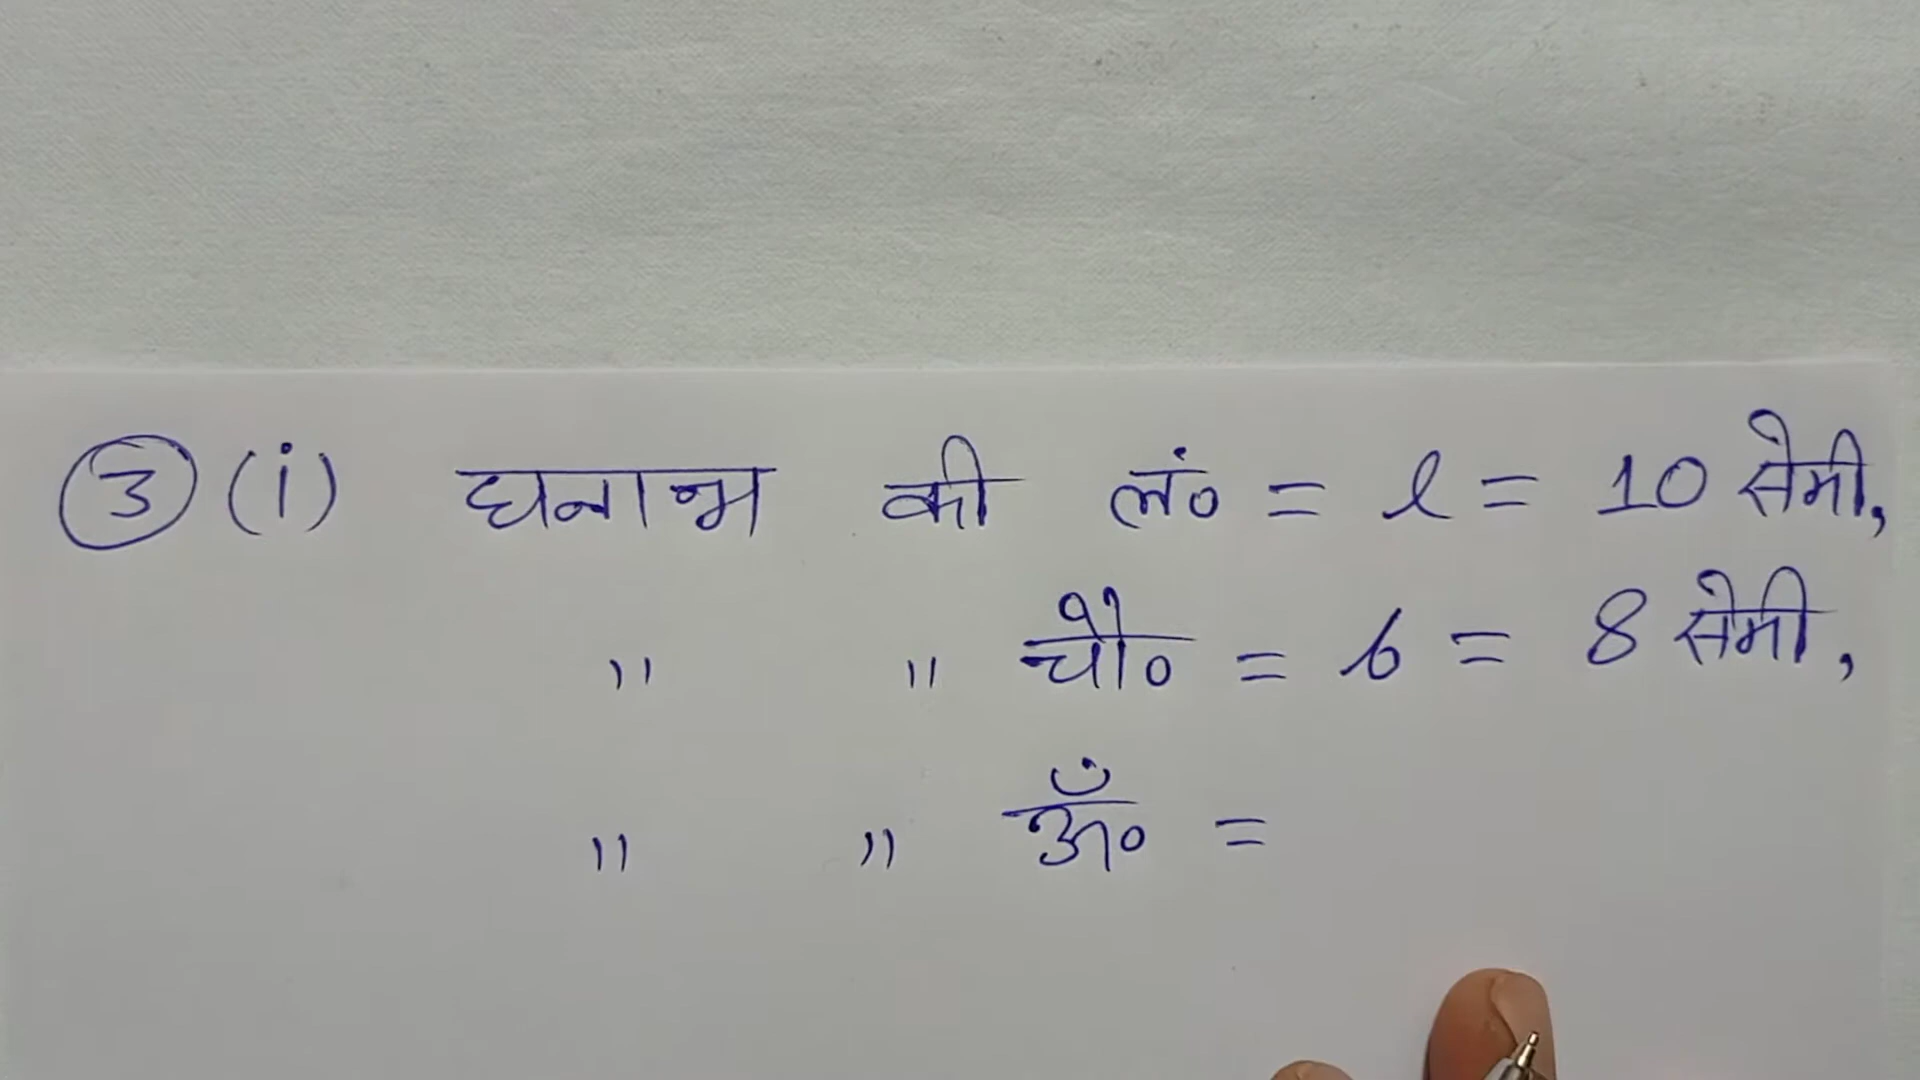 ③ (i) घनाभ की लं० = l = 10 सेमी,
" " चौ० = b = 8 सेमी,
" " ऊँ० =